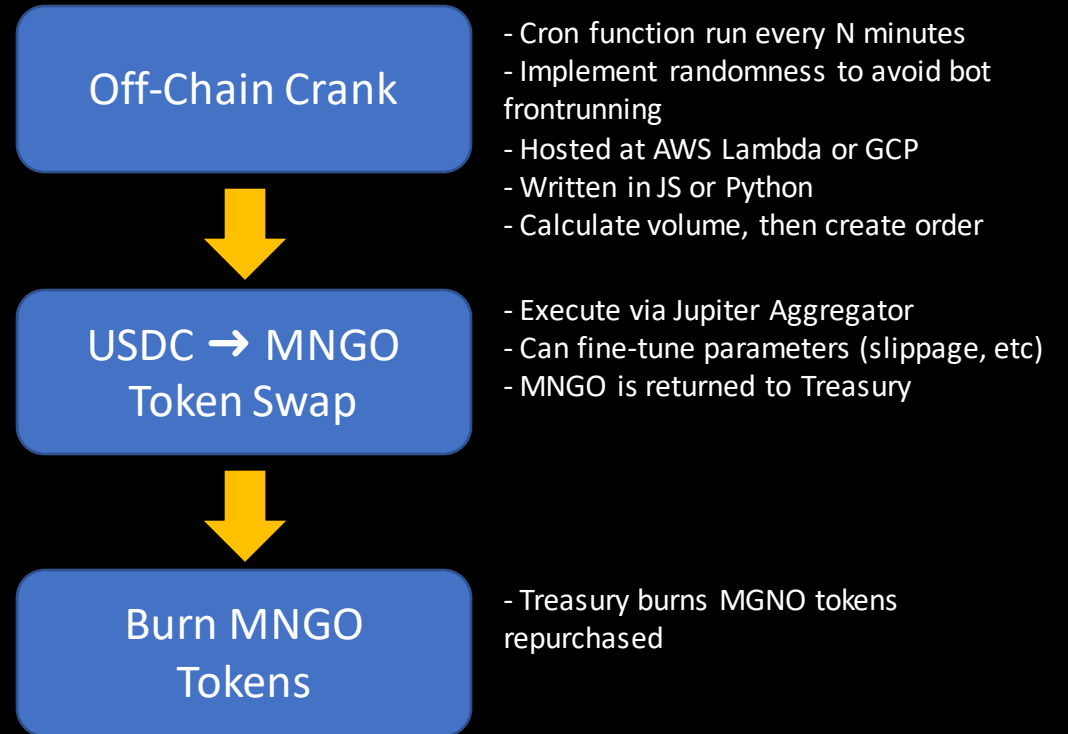 Off-Chain Crank
- Cron function run every N minutes
- Implement randomness to avoid bot
frontrunning
- Hosted at AWS Lambda or GCP
- Written in JS or Python
- Calculate volume, then create order
USDC ➜ MNGO
Token Swap
- Execute via Jupiter Aggregator
- Can fine-tune parameters (slippage, etc)
- MNGO is returned to Treasury
Burn MNGO
Tokens
- Treasury burns MGNO tokens
repurchased